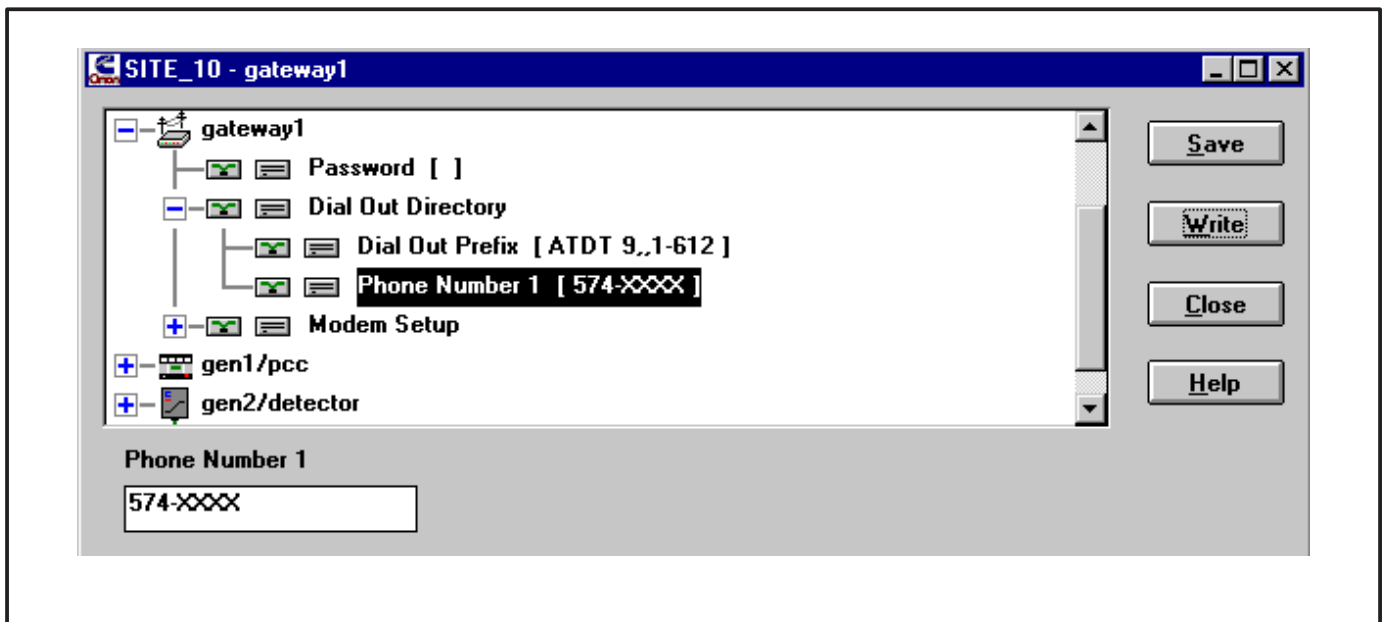 SITE_10 - gateway1
gateway1
Password [ ]
Dial Out Directory
Dial Out Prefix [ ATDT 9,,1-612 ]
Phone Number 1 [ 574-XXXX ]
Modem Setup
gen1/pcc
gen2/detector
Save
Write
Close
Help
Phone Number 1
574-XXXX